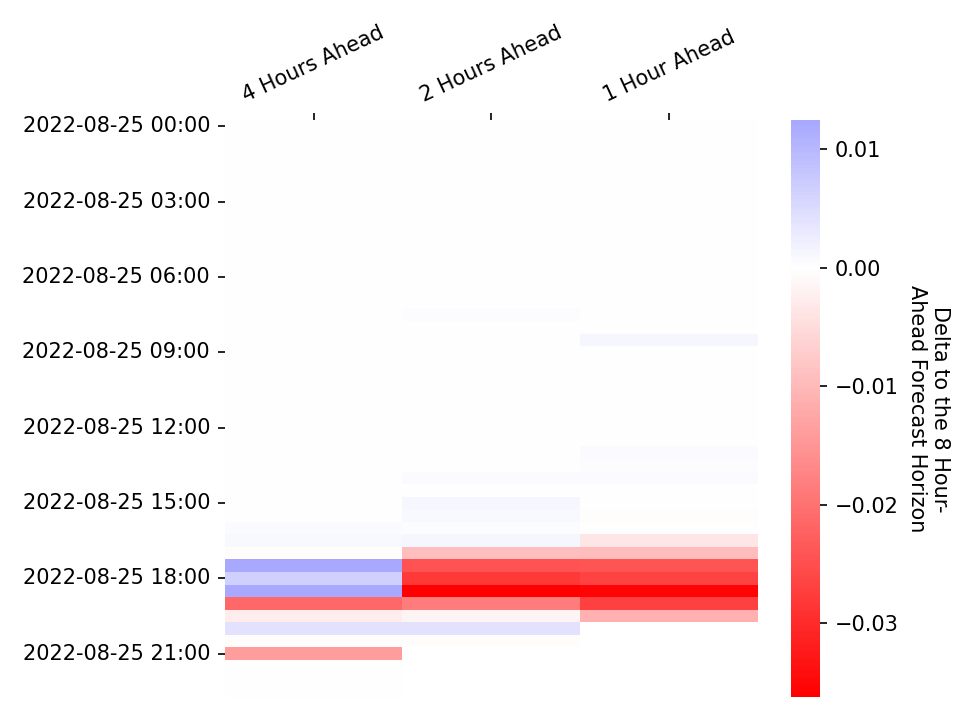 4 Hours Ahead
2 Hours Ahead
1 Hour Ahead
2022-08-25 00:00
2022-08-25 03:00
2022-08-25 06:00
2022-08-25 09:00
2022-08-25 12:00
2022-08-25 15:00
2022-08-25 18:00
2022-08-25 21:00
0.01
0.00
−0.01
−0.02
−0.03
Delta to the 8 Hour-
Ahead Forecast Horizon